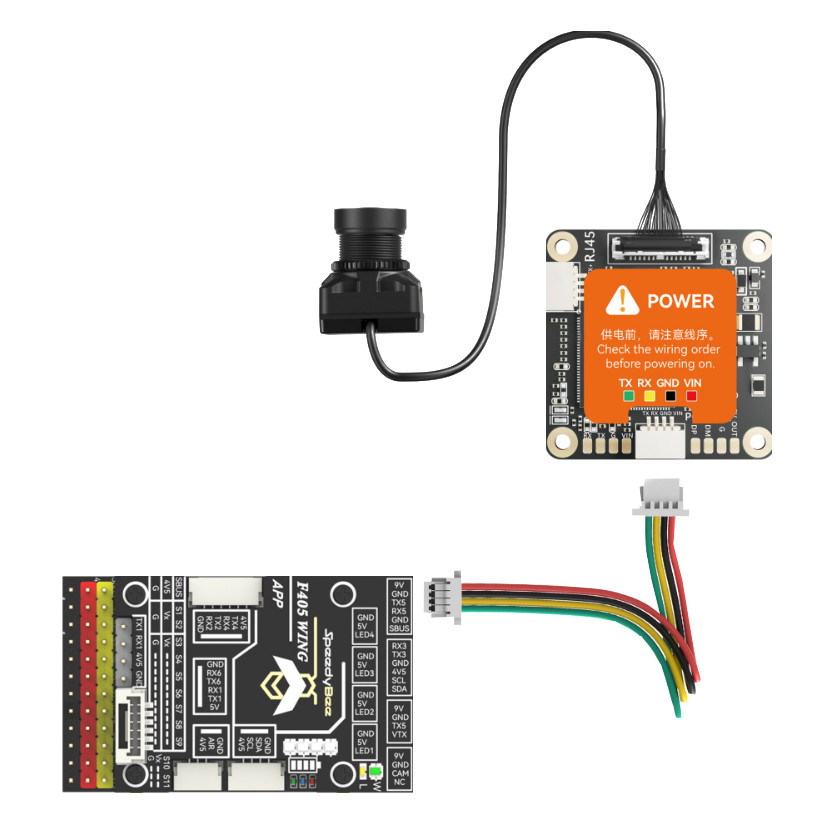 RJ45
POWER
供电前，请注意线序。
Check the wiring order
before powering on.
TX RX GND VIN
TX RX GND VIN
P
TX
VIN
DP
DM
G
OUT
SBUS
4V5
G
S1 S2
Vx
G
S3 S4 S5 S6 S7 S8 S9
Vx
G
S10 S11
Vx
G
TX1 RX1 4V5 GND
4V5
TX4
RX4
TX2
RX2
GND
GND
RX6
TX6
RX1
TX1
5V
GND
AIR
4V5
GND
SDA
SCL
4V5
APP
F405 WING
SpeedyBee
GND
5V
LED4
GND
5V
LED3
GND
5V
LED2
GND
5V
LED1
9V
GND
TX5
RX5
GND
SBUS
RX3
TX3
GND
4V5
SCL
SDA
9V
GND
TX5
VTX
9V
GND
CAM
NC
L
W